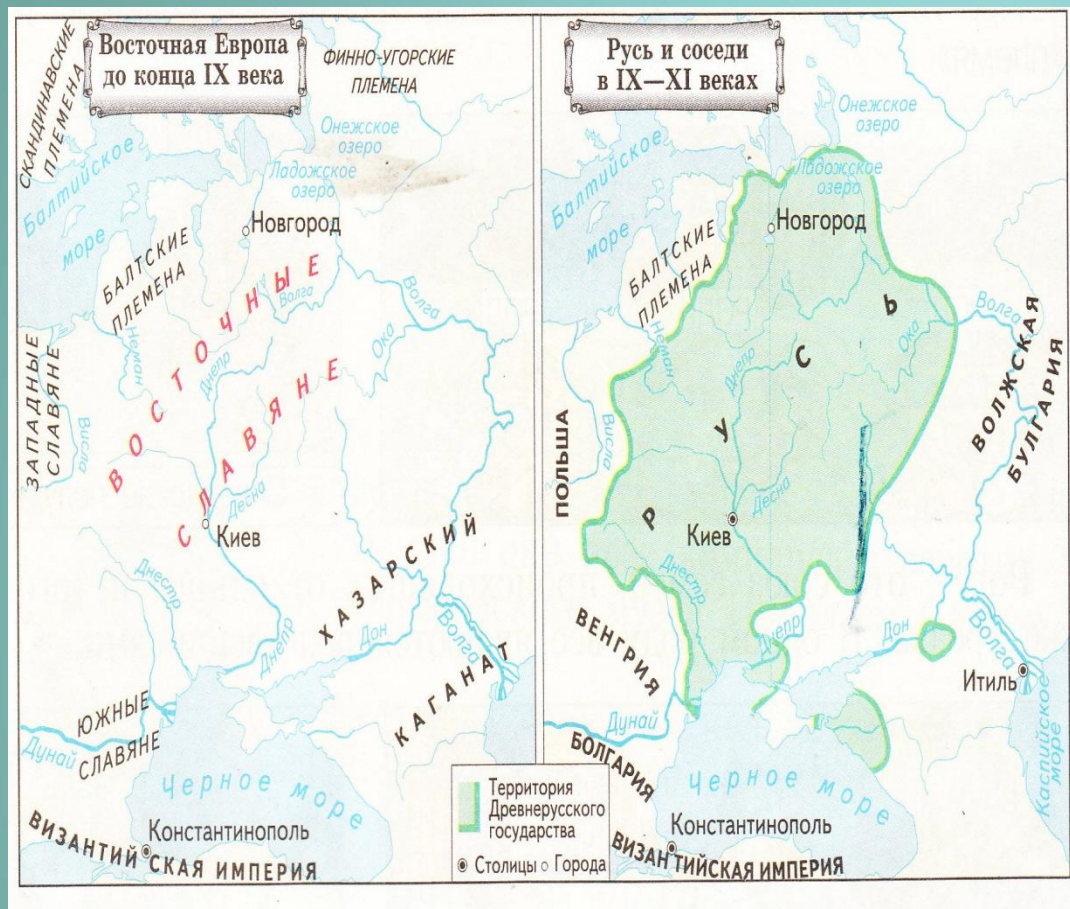 Восточная Европа
до конца IX века
СКАНДИНАВСКИЕ
ПЛЕМЕНА
ФИННО-УГОРСКИЕ
ПЛЕМЕНА
Онежское
озеро
Ладожское
озеро
Балтийское
море
Новгород
БАЛТСКИЕ
ПЛЕМЕНА
ВОСТОЧНЫЕ
СЛАВЯНЕ
Волга
Волга
Ока
Неман
Днепр
ЗАПАДНЫЕ
СЛАВЯНЕ
Висла
Десна
Киев
Днестр
Днепр
ХАЗАРСКИЙ
КАГАНАТ
Дон
Волга
ЮЖНЫЕ
СЛАВЯНЕ
Дунай
Черное море
Константинополь
ВИЗАНТИЙСКАЯ ИМПЕРИЯ
Русь и соседи
в IX—XI веках
Онежское
озеро
Ладожское
озеро
Балтийское
море
Новгород
БАЛТСКИЕ
ПЛЕМЕНА
РУСЬ
Волга
Ока
Неман
Днепр
ВОЛЖСКАЯ
БУЛГАРИЯ
ПОЛЬША
Висла
Десна
Киев
Днестр
Днепр
Дон
Волга
ВЕНГРИЯ
Итиль
Дунай
БОЛГАРИЯ
Черное море
Каспийское
море
Константинополь
ВИЗАНТИЙСКАЯ ИМПЕРИЯ
Территория
Древнерусского
государства
Столицы
Города